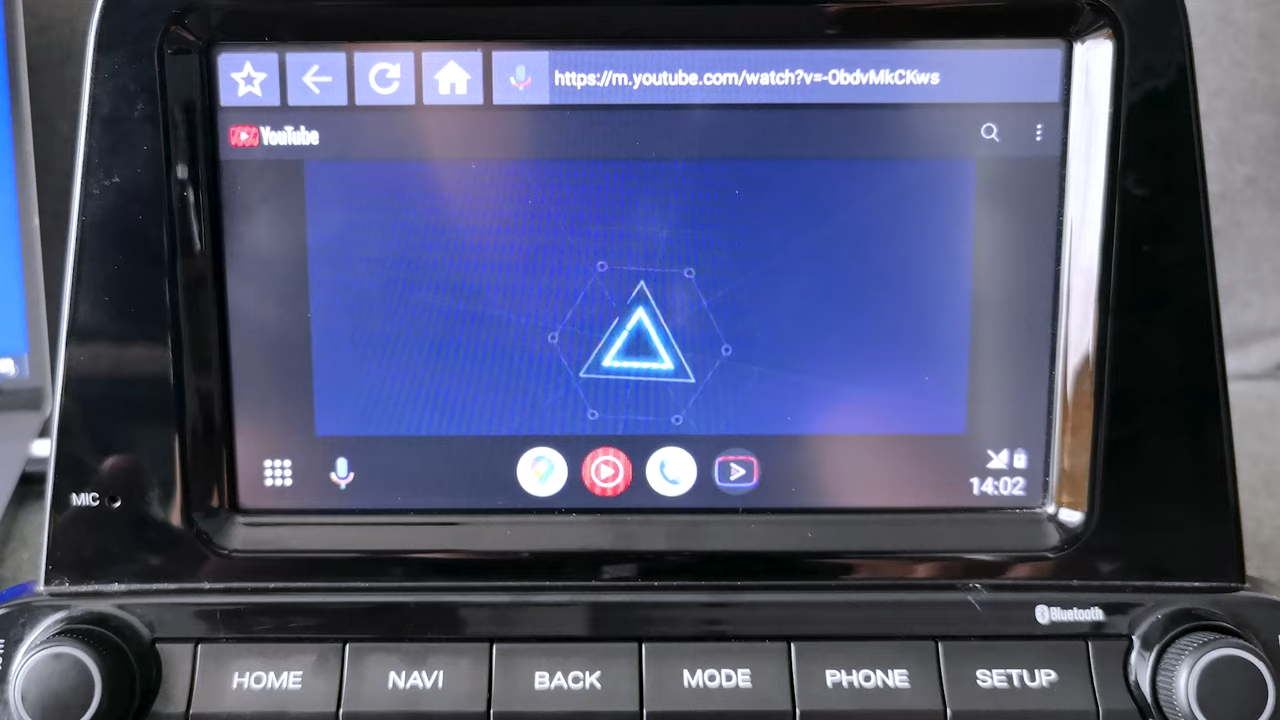 https://m.youtube.com/watch?v=-ObdvMkCKws
YouTube
14:02
MIC
Bluetooth
HOME NAVI BACK MODE PHONE SETUP